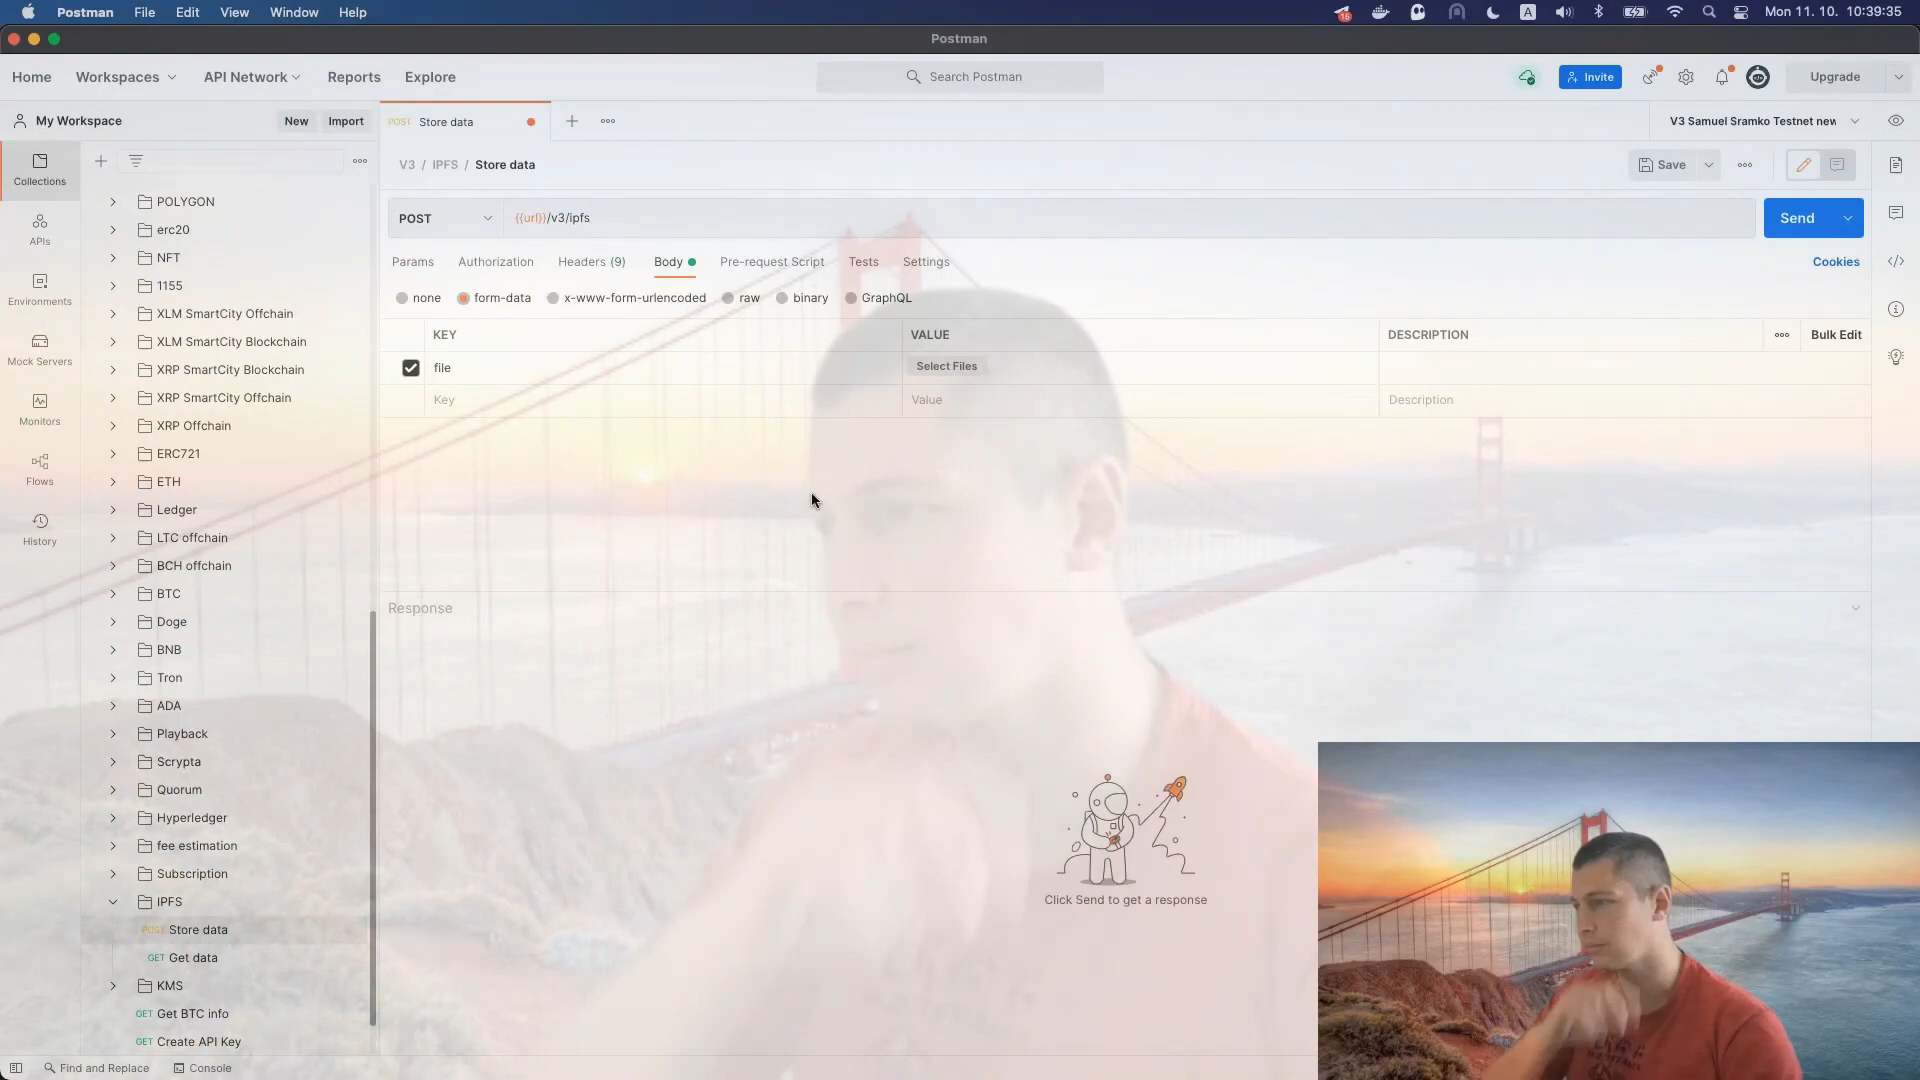 Postman File Edit View Window Help
15 A Mon 11. 10. 10:39:35
Postman
Home Workspaces API Network Reports Explore
Search Postman
Invite Upgrade
My Workspace New Import
POST Store data
V3 Samuel Sramko Testnet new
V3 / IPFS / Store data
Save
POST {{url}}/v3/ipfs Send
Params Authorization Headers (9) Body Pre-request Script Tests Settings Cookies
none form-data x-www-form-urlencoded raw binary GraphQL
KEY VALUE DESCRIPTION Bulk Edit
file Select Files
Key Value Description
Response
Click Send to get a response
Collections
APIs
Environments
Mock Servers
Monitors
Flows
History
POLYGON
erc20
NFT
1155
XLM SmartCity Offchain
XLM SmartCity Blockchain
XRP SmartCity Blockchain
XRP SmartCity Offchain
XRP Offchain
ERC721
ETH
Ledger
LTC offchain
BCH offchain
BTC
Doge
BNB
Tron
ADA
Playback
Scrypta
Quorum
Hyperledger
fee estimation
Subscription
IPFS
POST Store data
GET Get data
KMS
GET Get BTC info
GET Create API Key
Find and Replace Console